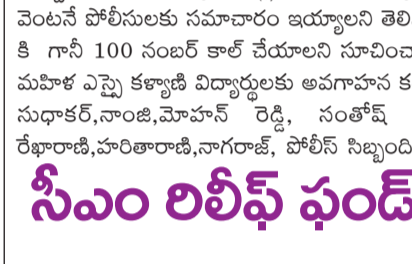 వెంటనే పోలీసులకు సమాచారం ఇయ్యాలని తెలి
కి గానీ 100 నంబర్ కాల్ చేయాలని సూచించా
మహిళ ఎస్సై కళ్యాణి విద్యార్థులకు అవగాహన క
సుధాకర్,నాంజి,మోహన్ రెడ్డి, సంతోష్
రేఖారాణి,హరితారాణి,నాగరాజ్, పోలీస్ సిబ్బంది
సీఎం రిలీఫ్ ఫండ్